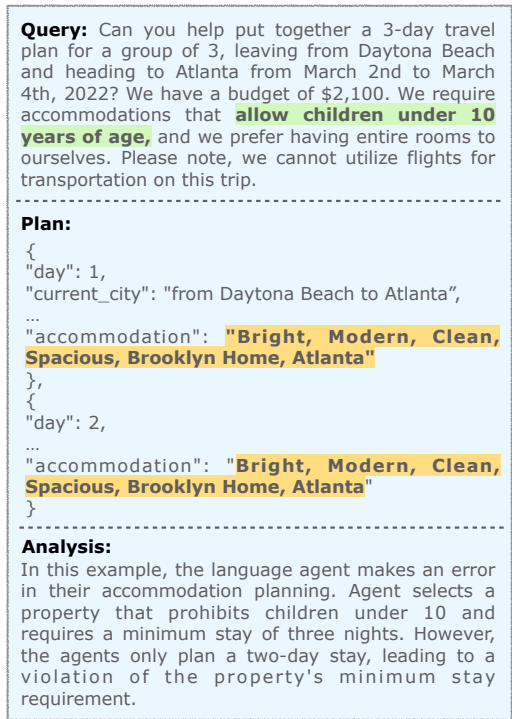 Query: Can you help put together a 3-day travel
plan for a group of 3, leaving from Daytona Beach
and heading to Atlanta from March 2nd to March
4th, 2022? We have a budget of $2,100. We require
accommodations that allow children under 10
years of age, and we prefer having entire rooms to
ourselves. Please note, we cannot utilize flights for
transportation on this trip.
Plan:
{
"day": 1,
"current_city": "from Daytona Beach to Atlanta”,
…
"accommodation": "Bright, Modern, Clean,
Spacious, Brooklyn Home, Atlanta"
},
{
"day": 2,
…
"accommodation": "Bright, Modern, Clean,
Spacious, Brooklyn Home, Atlanta"
}
Analysis:
In this example, the language agent makes an error
in their accommodation planning. Agent selects a
property that prohibits children under 10 and
requires a minimum stay of three nights. However,
the agents only plan a two-day stay, leading to a
violation of the property's minimum stay
requirement.